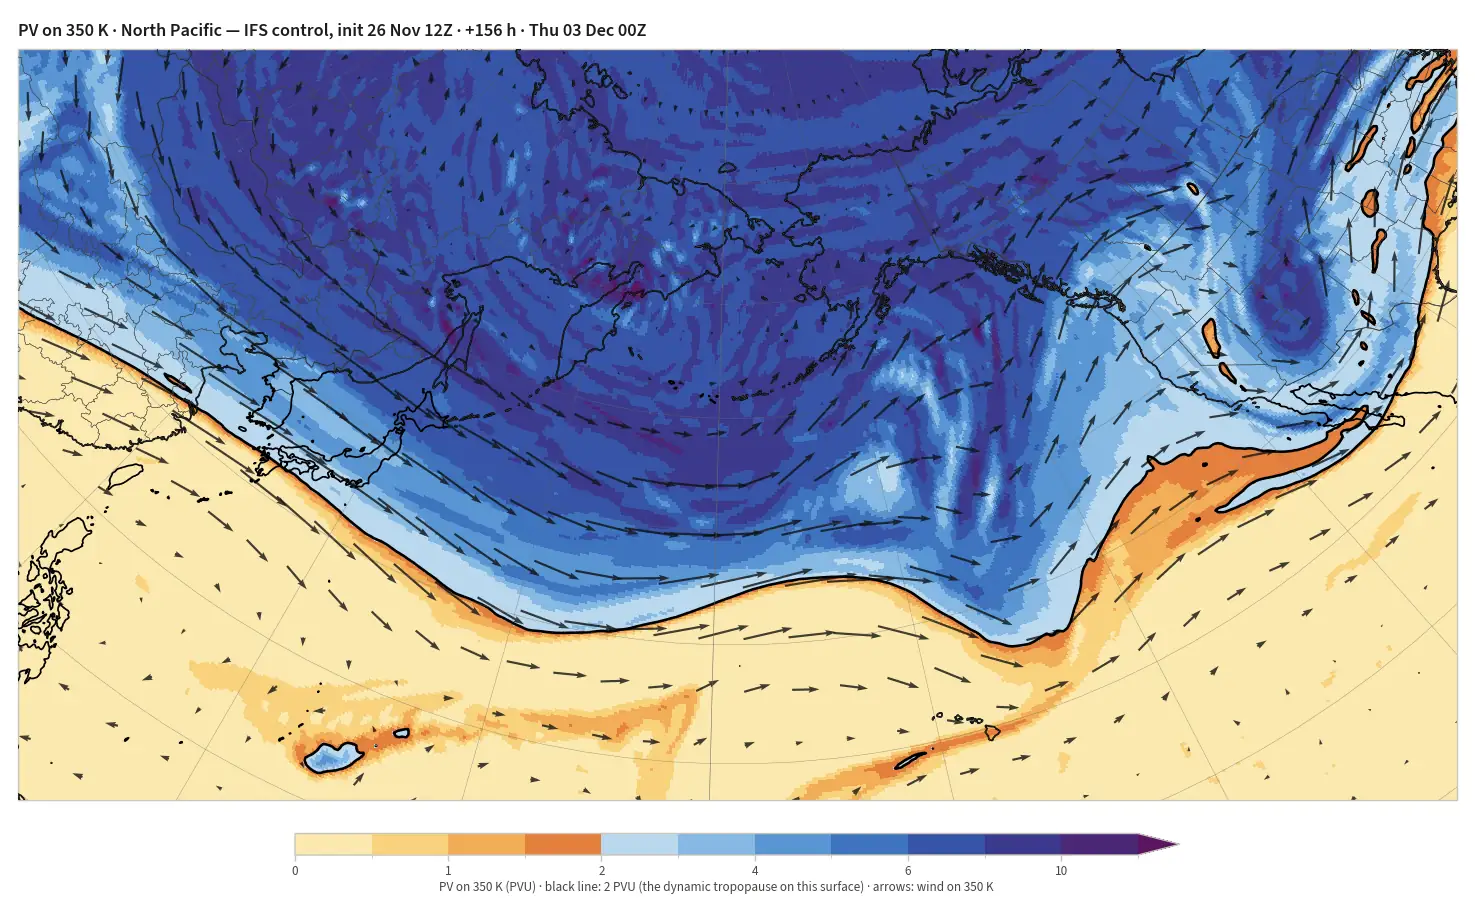 PV on 350 K · North Pacific — IFS control, init 26 Nov 12Z · +156 h · Thu 03 Dec 00Z
0 1 2 4 6 10
PV on 350 K (PVU) · black line: 2 PVU (the dynamic tropopause on this surface) · arrows: wind on 350 K